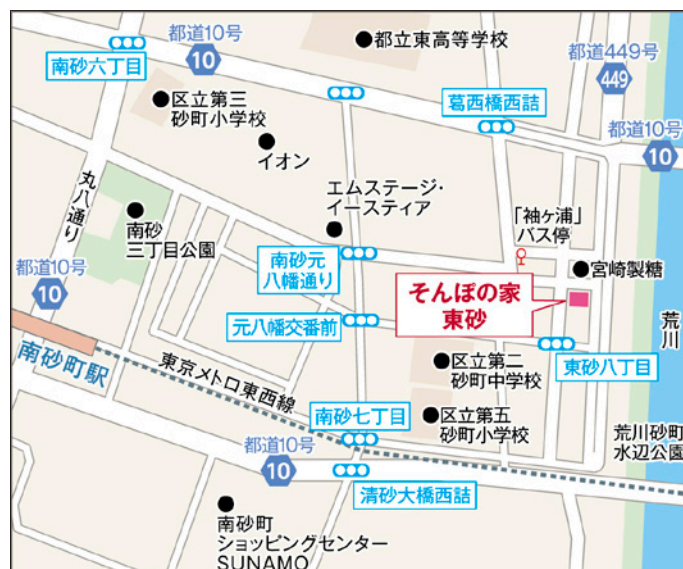 都道10号
10
南砂六丁目
都立東高等学校
都道449号
449
葛西橋西詰
都道10号
10
区立第三
砂町小学校
イオン
丸八通り
エムステージ・
イースティア
「袖ヶ浦」
バス停
南砂
三丁目公園
南砂元
八幡通り
宮崎製糖
都道10号
10
そんぽの家
東砂
荒川
元八幡交番前
南砂町駅
東京メトロ東西線
区立第二
砂町中学校
東砂八丁目
南砂七丁目
区立第五
砂町小学校
荒川砂町
水辺公園
都道10号
10
清砂大橋西詰
南砂町
ショッピングセンター
SUNAMO